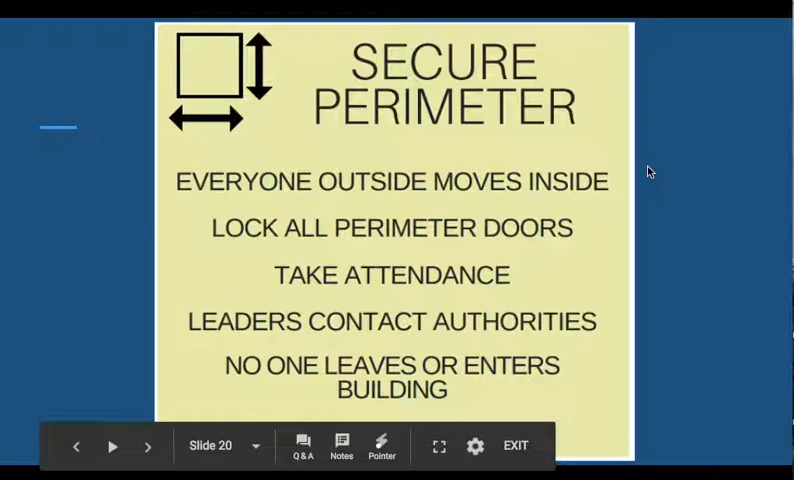 SECURE
PERIMETER
EVERYONE OUTSIDE MOVES INSIDE
LOCK ALL PERIMETER DOORS
TAKE ATTENDANCE
LEADERS CONTACT AUTHORITIES
NO ONE LEAVES OR ENTERS
BUILDING
Slide 20
Q & A
Notes
Pointer
EXIT